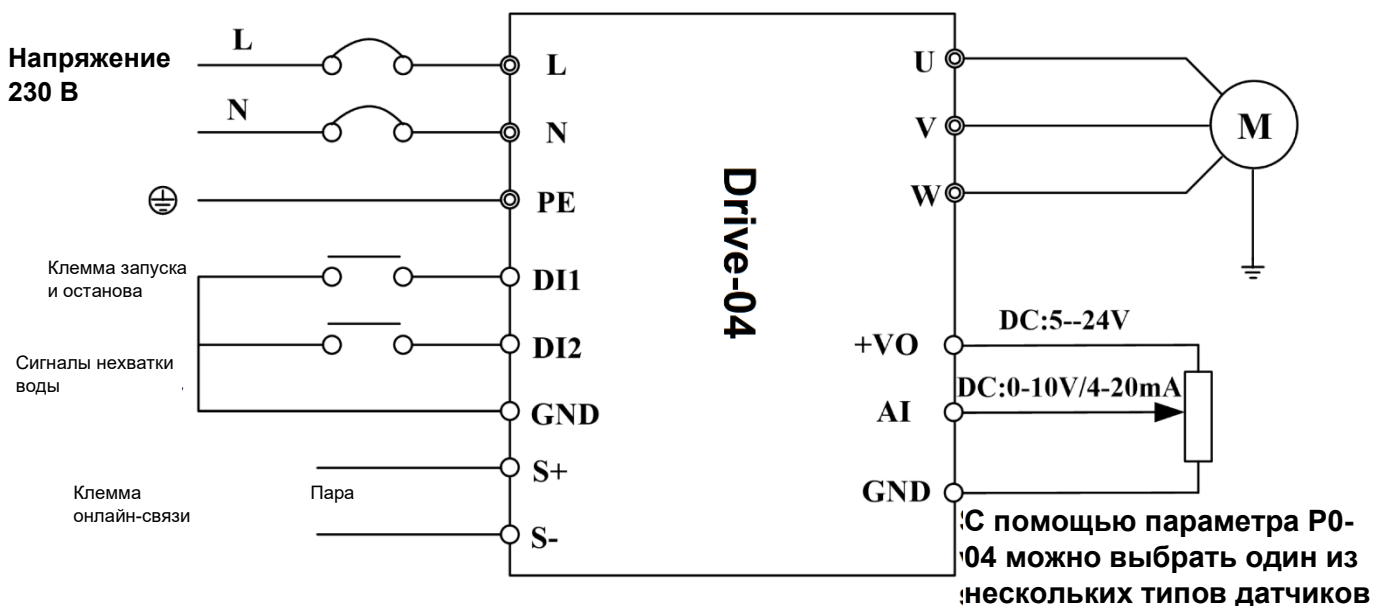 Напряжение
230 В
L
L
N
N
PE
Клемма запуска
и останова
DI1
Сигналы нехватки
воды
DI2
GND
Клемма
онлайн-связи
Пара
S+
S-
Drive-04
U
V
W
M
+VO
DC:5--24V
AI
DC:0-10V/4-20mA
GND
С помощью параметра P0-
04 можно выбрать один из
нескольких типов датчиков